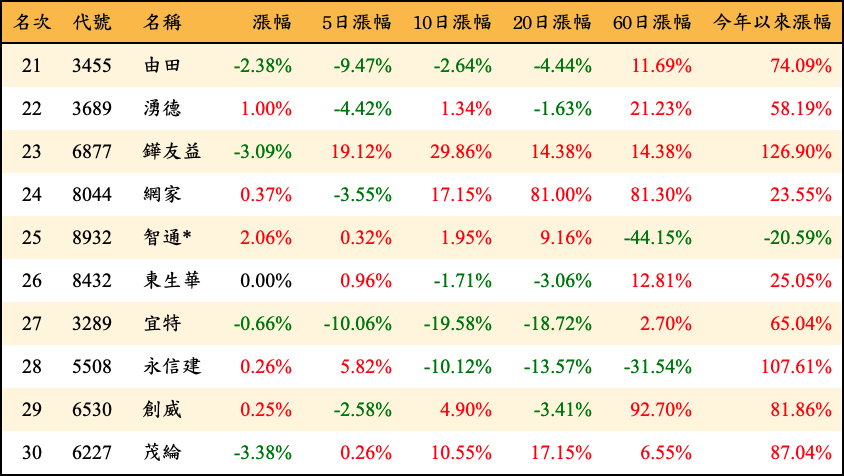 名次 代號 名稱 漲幅 5日漲幅 10日漲幅 20日漲幅 60日漲幅 今年以來漲幅
21 3455 由田 -2.38% -9.47% -2.64% -4.44% 11.69% 74.09%
22 3689 湧德 1.00% -4.42% 1.34% -1.63% 21.23% 58.19%
23 6877 鏵友益 -3.09% 19.12% 29.86% 14.38% 14.38% 126.90%
24 8044 網家 0.37% -3.55% 17.15% 81.00% 81.30% 23.55%
25 8932 智通* 2.06% 0.32% 1.95% 9.16% -44.15% -20.59%
26 8432 東生華 0.00% 0.96% -1.71% -3.06% 12.81% 25.05%
27 3289 宜特 -0.66% -10.06% -19.58% -18.72% 2.70% 65.04%
28 5508 永信建 0.26% 5.82% -10.12% -13.57% -31.54% 107.61%
29 6530 創威 0.25% -2.58% 4.90% -3.41% 92.70% 81.86%
30 6227 茂綸 -3.38% 0.26% 10.55% 17.15% 6.55% 87.04%